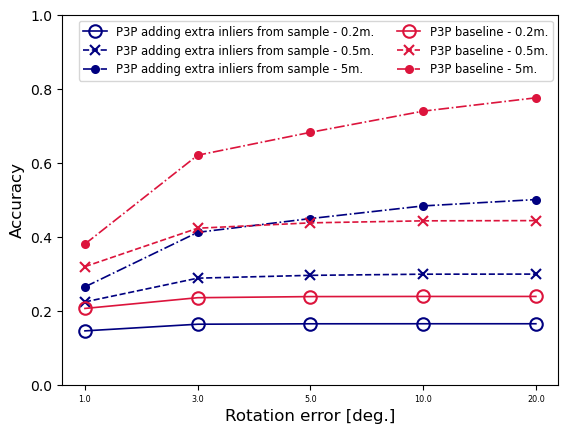 1.0
P3P adding extra inliers from sample - 0.2m.
P3P adding extra inliers from sample - 0.5m.
P3P adding extra inliers from sample - 5m.
P3P baseline - 0.2m.
P3P baseline - 0.5m.
P3P baseline - 5m.
0.8
0.6
0.4
0.2
0.0
Accuracy
1.0 3.0 5.0 10.0 20.0
Rotation error [deg.]